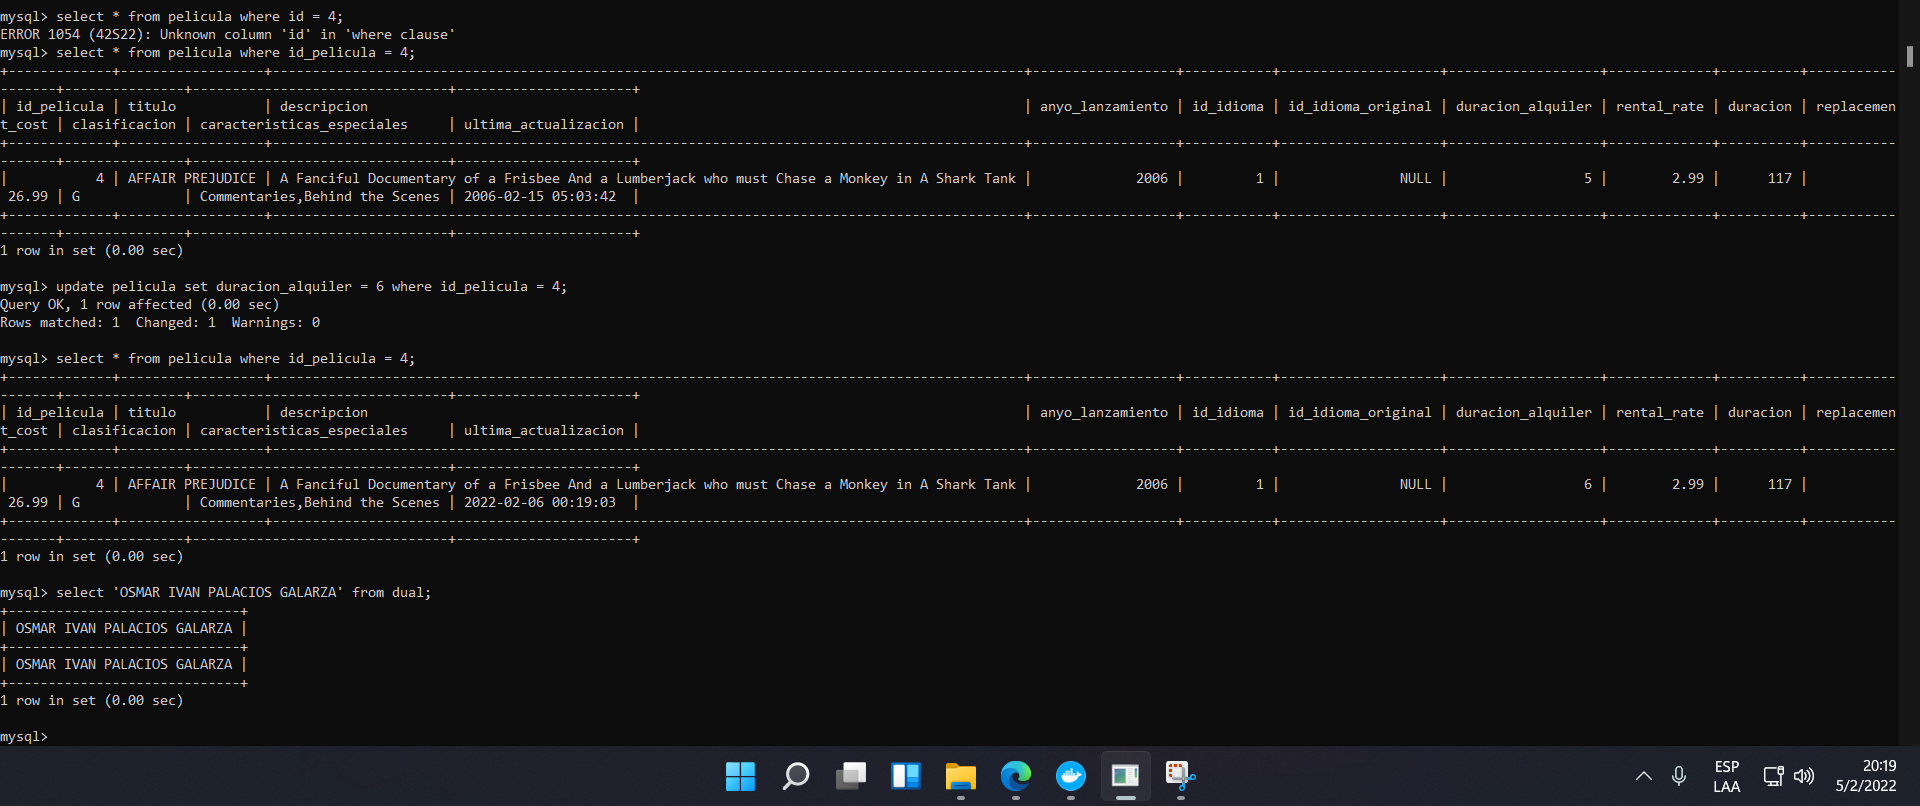 mysql> select * from pelicula where id = 4;
ERROR 1054 (42S22): Unknown column 'id' in 'where clause'
mysql> select * from pelicula where id_pelicula = 4;
+-------------+------------------+----------------------------------------------------------------------------------------------+------------------+-----------+--------------------+-------------------+-------------+----------+-----------
-------+---------------+--------------------------------+----------------------+
| id_pelicula | titulo           | descripcion                                                                                  | anyo_lanzamiento | id_idioma | id_idioma_original | duracion_alquiler | rental_rate | duracion | replacemen
t_cost | clasificacion | caracteristicas_especiales     | ultima_actualizacion |
+-------------+------------------+----------------------------------------------------------------------------------------------+------------------+-----------+--------------------+-------------------+-------------+----------+-----------
-------+---------------+--------------------------------+----------------------+
|           4 | AFFAIR PREJUDICE | A Fanciful Documentary of a Frisbee And a Lumberjack who must Chase a Monkey in A Shark Tank |             2006 |         1 |               NULL |                 5 |        2.99 |      117 |
 26.99 | G             | Commentaries,Behind the Scenes | 2006-02-15 05:03:42  |
+-------------+------------------+----------------------------------------------------------------------------------------------+------------------+-----------+--------------------+-------------------+-------------+----------+-----------
-------+---------------+--------------------------------+----------------------+
1 row in set (0.00 sec)
mysql> update pelicula set duracion_alquiler = 6 where id_pelicula = 4;
Query OK, 1 row affected (0.00 sec)
Rows matched: 1  Changed: 1  Warnings: 0
mysql> select * from pelicula where id_pelicula = 4;
+-------------+------------------+----------------------------------------------------------------------------------------------+------------------+-----------+--------------------+-------------------+-------------+----------+-----------
-------+---------------+--------------------------------+----------------------+
| id_pelicula | titulo           | descripcion                                                                                  | anyo_lanzamiento | id_idioma | id_idioma_original | duracion_alquiler | rental_rate | duracion | replacemen
t_cost | clasificacion | caracteristicas_especiales     | ultima_actualizacion |
+-------------+------------------+----------------------------------------------------------------------------------------------+------------------+-----------+--------------------+-------------------+-------------+----------+-----------
-------+---------------+--------------------------------+----------------------+
|           4 | AFFAIR PREJUDICE | A Fanciful Documentary of a Frisbee And a Lumberjack who must Chase a Monkey in A Shark Tank |             2006 |         1 |               NULL |                 6 |        2.99 |      117 |
 26.99 | G             | Commentaries,Behind the Scenes | 2022-02-06 00:19:03  |
+-------------+------------------+----------------------------------------------------------------------------------------------+------------------+-----------+--------------------+-------------------+-------------+----------+-----------
-------+---------------+--------------------------------+----------------------+
1 row in set (0.00 sec)
mysql> select 'OSMAR IVAN PALACIOS GALARZA' from dual;
+-----------------------------+
| OSMAR IVAN PALACIOS GALARZA |
+-----------------------------+
| OSMAR IVAN PALACIOS GALARZA |
+-----------------------------+
1 row in set (0.00 sec)
mysql>
ESP
LAA
20:19
5/2/2022